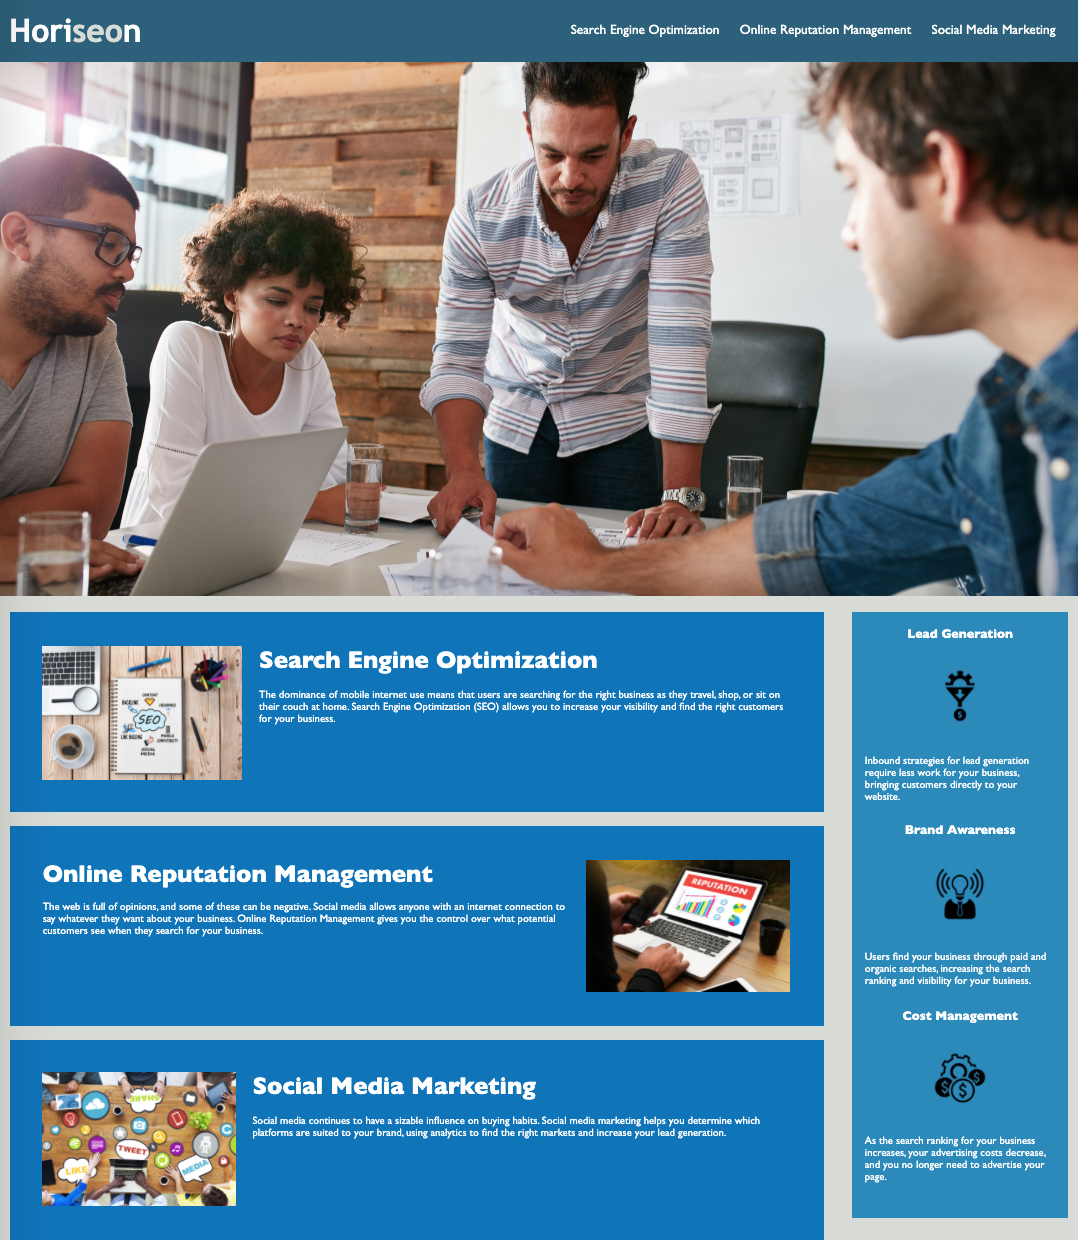 Horiseon
Search Engine Optimization
Online Reputation Management
Social Media Marketing
Search Engine Optimization
The dominance of mobile internet use means that users are searching for the right business as they travel, shop, or sit on
their couch at home. Search Engine Optimization (SEO) allows you to increase your visibility and find the right customers
for your business.
CONTENT
BACKLINK
KEYWORDS
SEO
LINK BUILDING
SOCIAL
MEDIA
Online Reputation Management
The web is full of opinions, and some of these can be negative. Social media allows anyone with an internet connection to
say whatever they want about your business. Online Reputation Management gives you the control over what potential
customers see when they search for your business.
REPUTATION
Social Media Marketing
Social media continues to have a sizable influence on buying habits. Social media marketing helps you determine which
platforms are suited to your brand, using analytics to find the right markets and increase your lead generation.
SHARE
TWEET
LIKE
MEDIA
Lead Generation
Inbound strategies for lead generation
require less work for your business,
bringing customers directly to your
website.
Brand Awareness
Users find your business through paid and
organic searches, increasing the search
ranking and visibility for your business.
Cost Management
As the search ranking for your business
increases, your advertising costs decrease,
and you no longer need to advertise your
page.